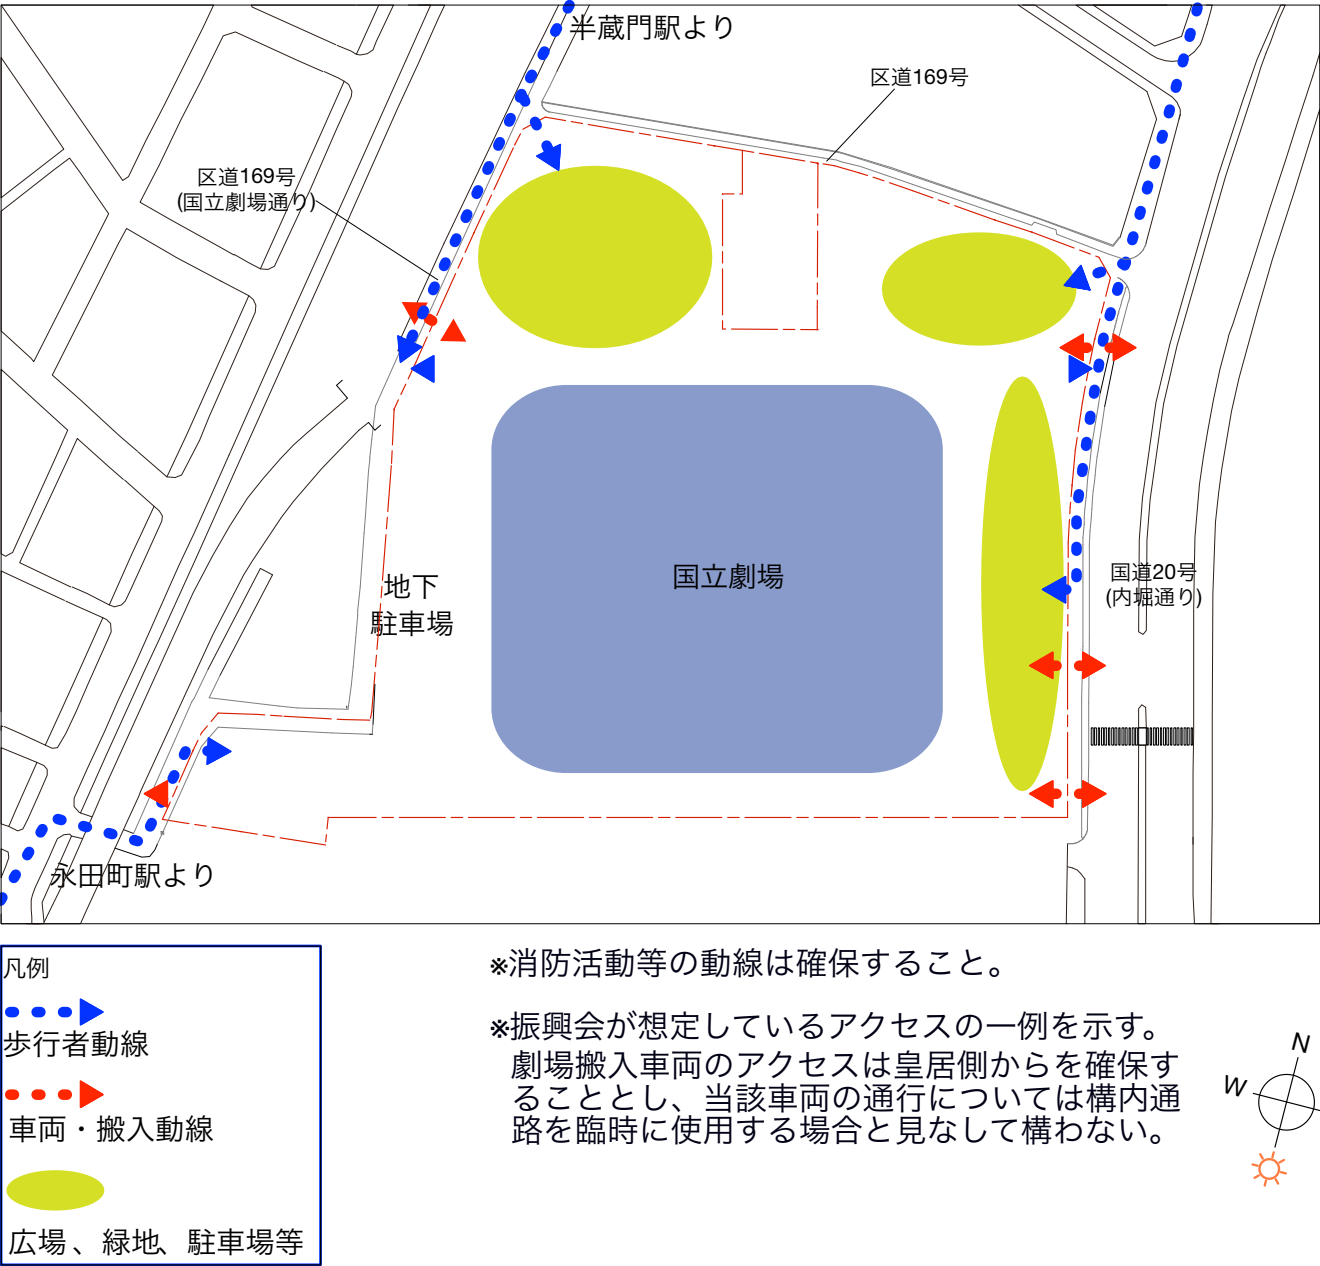 半蔵門駅より
区道169号
区道169号
(国立劇場通り)
国立劇場
地下
駐車場
国道20号
(内堀通り)
永田町駅より
凡例
歩行者動線
車両・搬入動線
広場、緑地、駐車場等
※消防活動等の動線は確保すること。
※振興会が想定しているアクセスの一例を示す。
劇場搬入車両のアクセスは皇居側からを確保す
ることとし、当該車両の通行については構内通
路を臨時に使用する場合と見なして構わない。
N
W